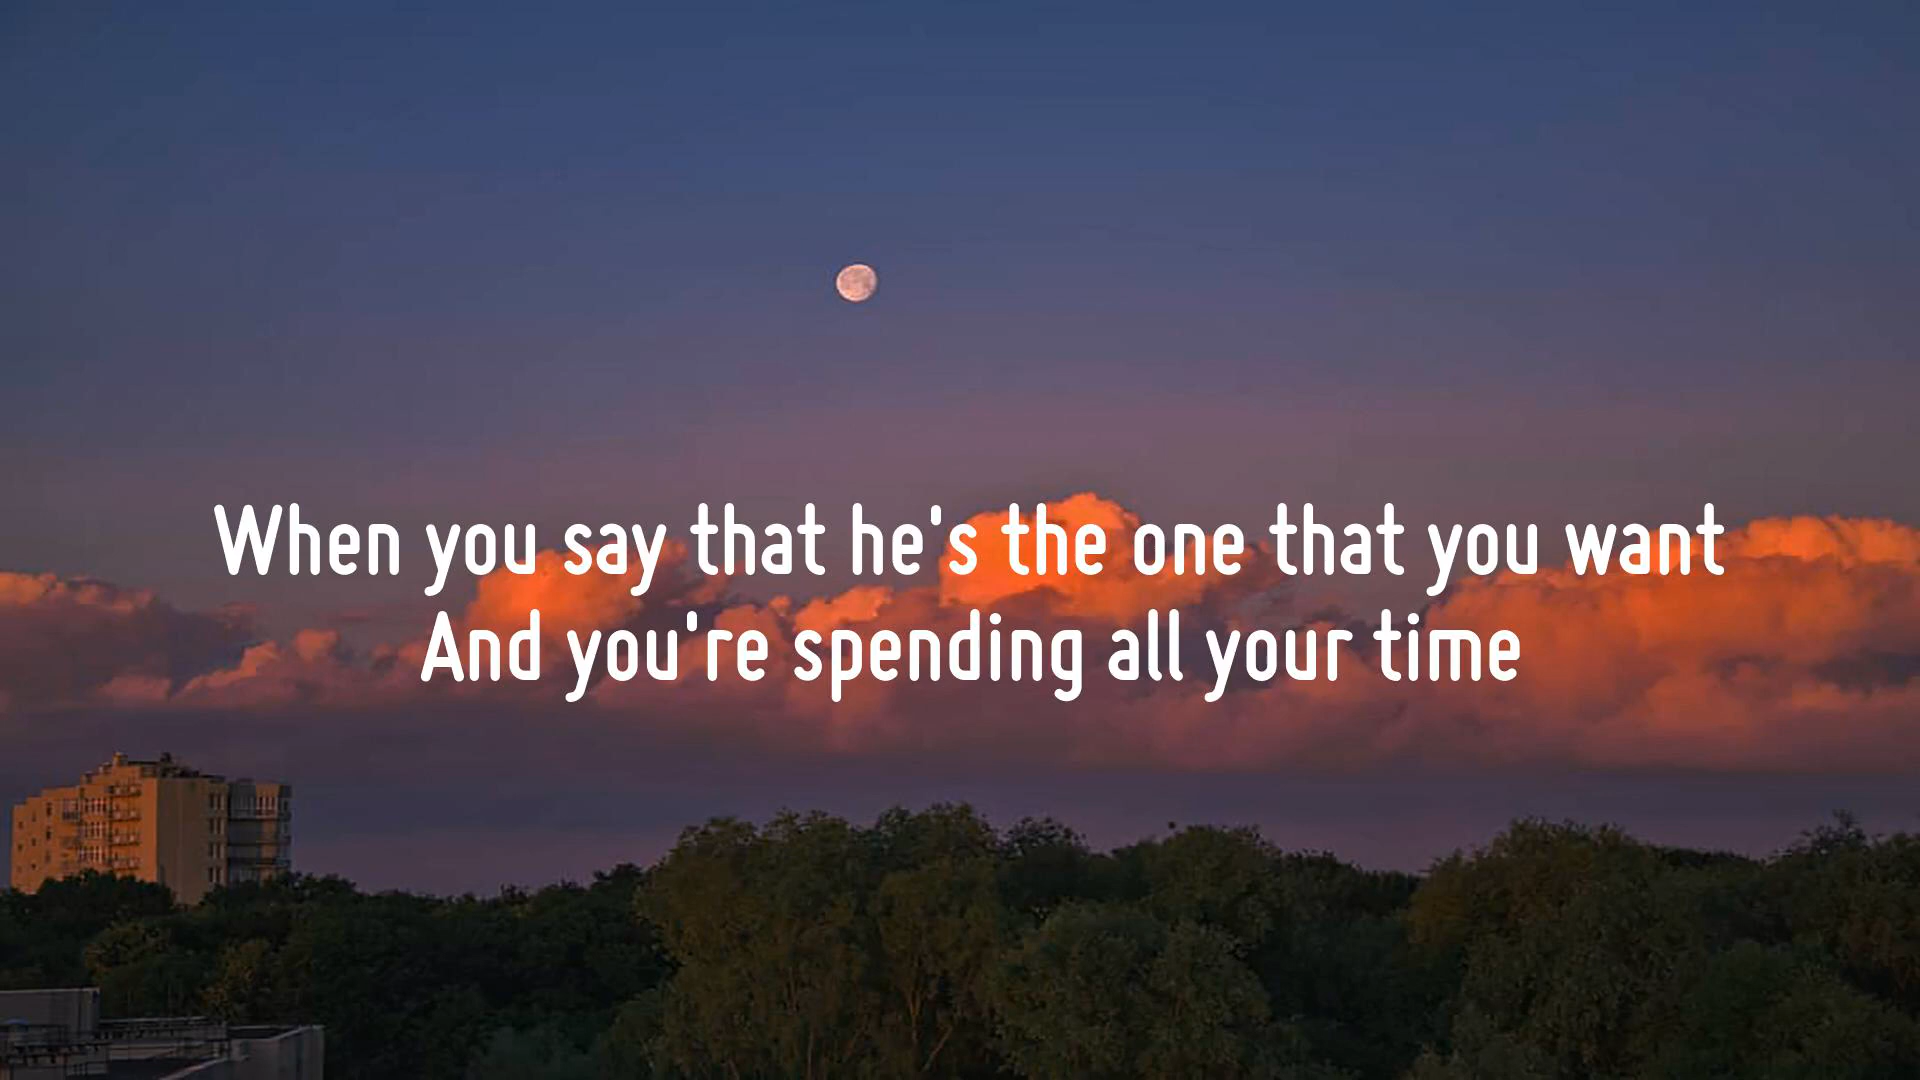 When you say that he's the one that you want
And you're spending all your time